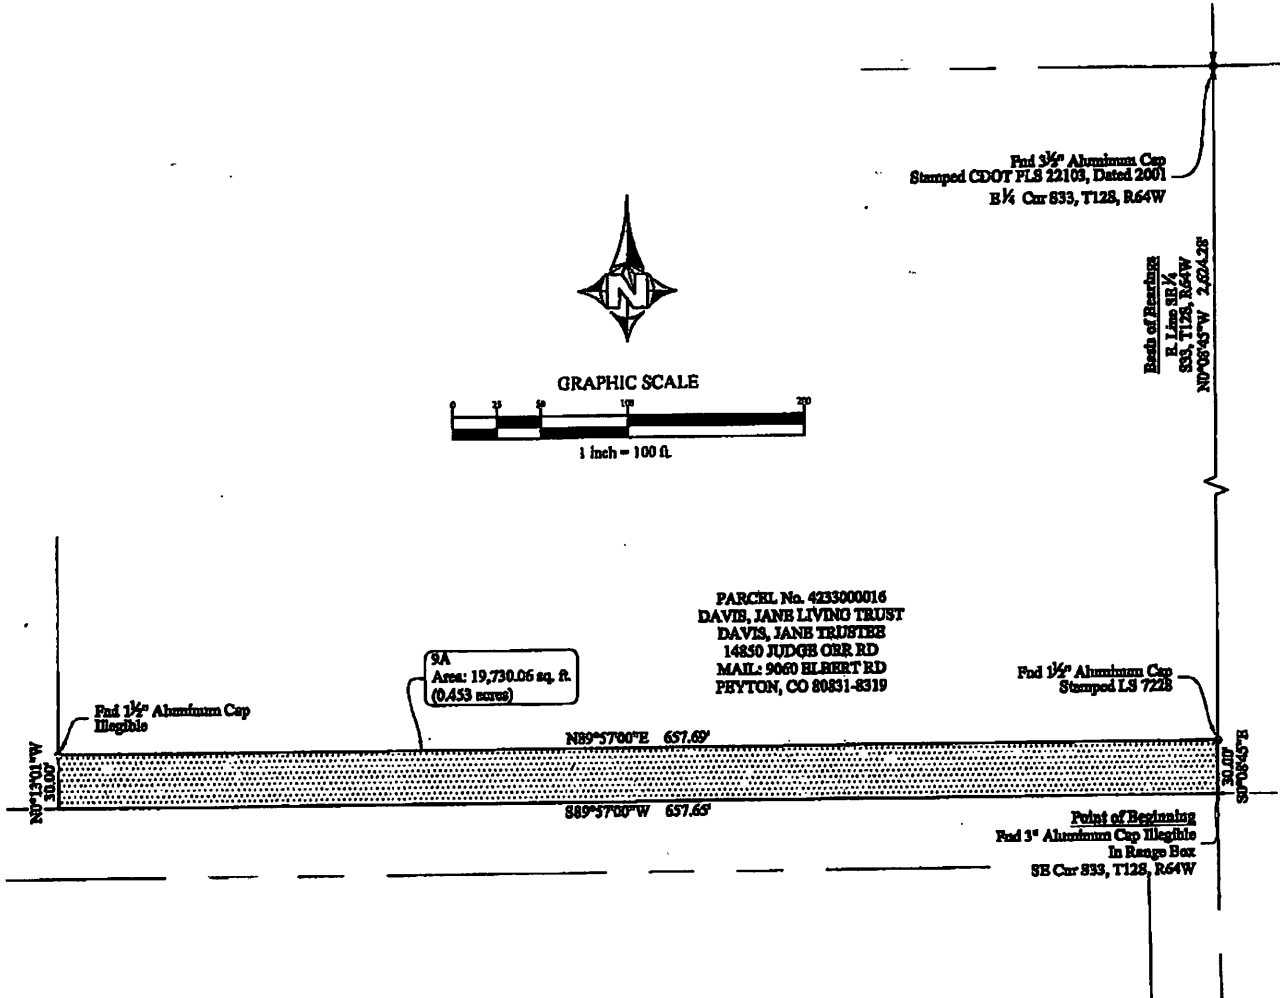 Fnd 3½" Aluminum Cap
Stamped CDOT PLS 22103, Dated 2001
E¼ Cnr S33, T12S, R64W
Basis of Bearings
E. Line SE¼
S33, T12S, R64W
N0°08'45"W 2,624.28'
N
GRAPHIC SCALE
0 25 50 100 200
1 inch = 100 ft.
PARCEL No. 4233000016
DAVIS, JANE LIVING TRUST
DAVIS, JANE TRUSTEE
14850 JUDGE ORR RD
MAIL: 9060 ELBERT RD
PEYTON, CO 80831-8319
9A
Area: 19,730.06 sq. ft.
(0.453 acres)
Fnd 1½" Aluminum Cap
Stamped LS 7228
Fnd 1½" Aluminum Cap
Illegible
N89°57'00"E 657.69'
N0°13'01"W
30.00'
30.00'
S0°08'45"E
S89°57'00"W 657.65'
Point of Beginning
Fnd 3" Aluminum Cap Illegible
In Range Box
SE Cnr S33, T12S, R64W